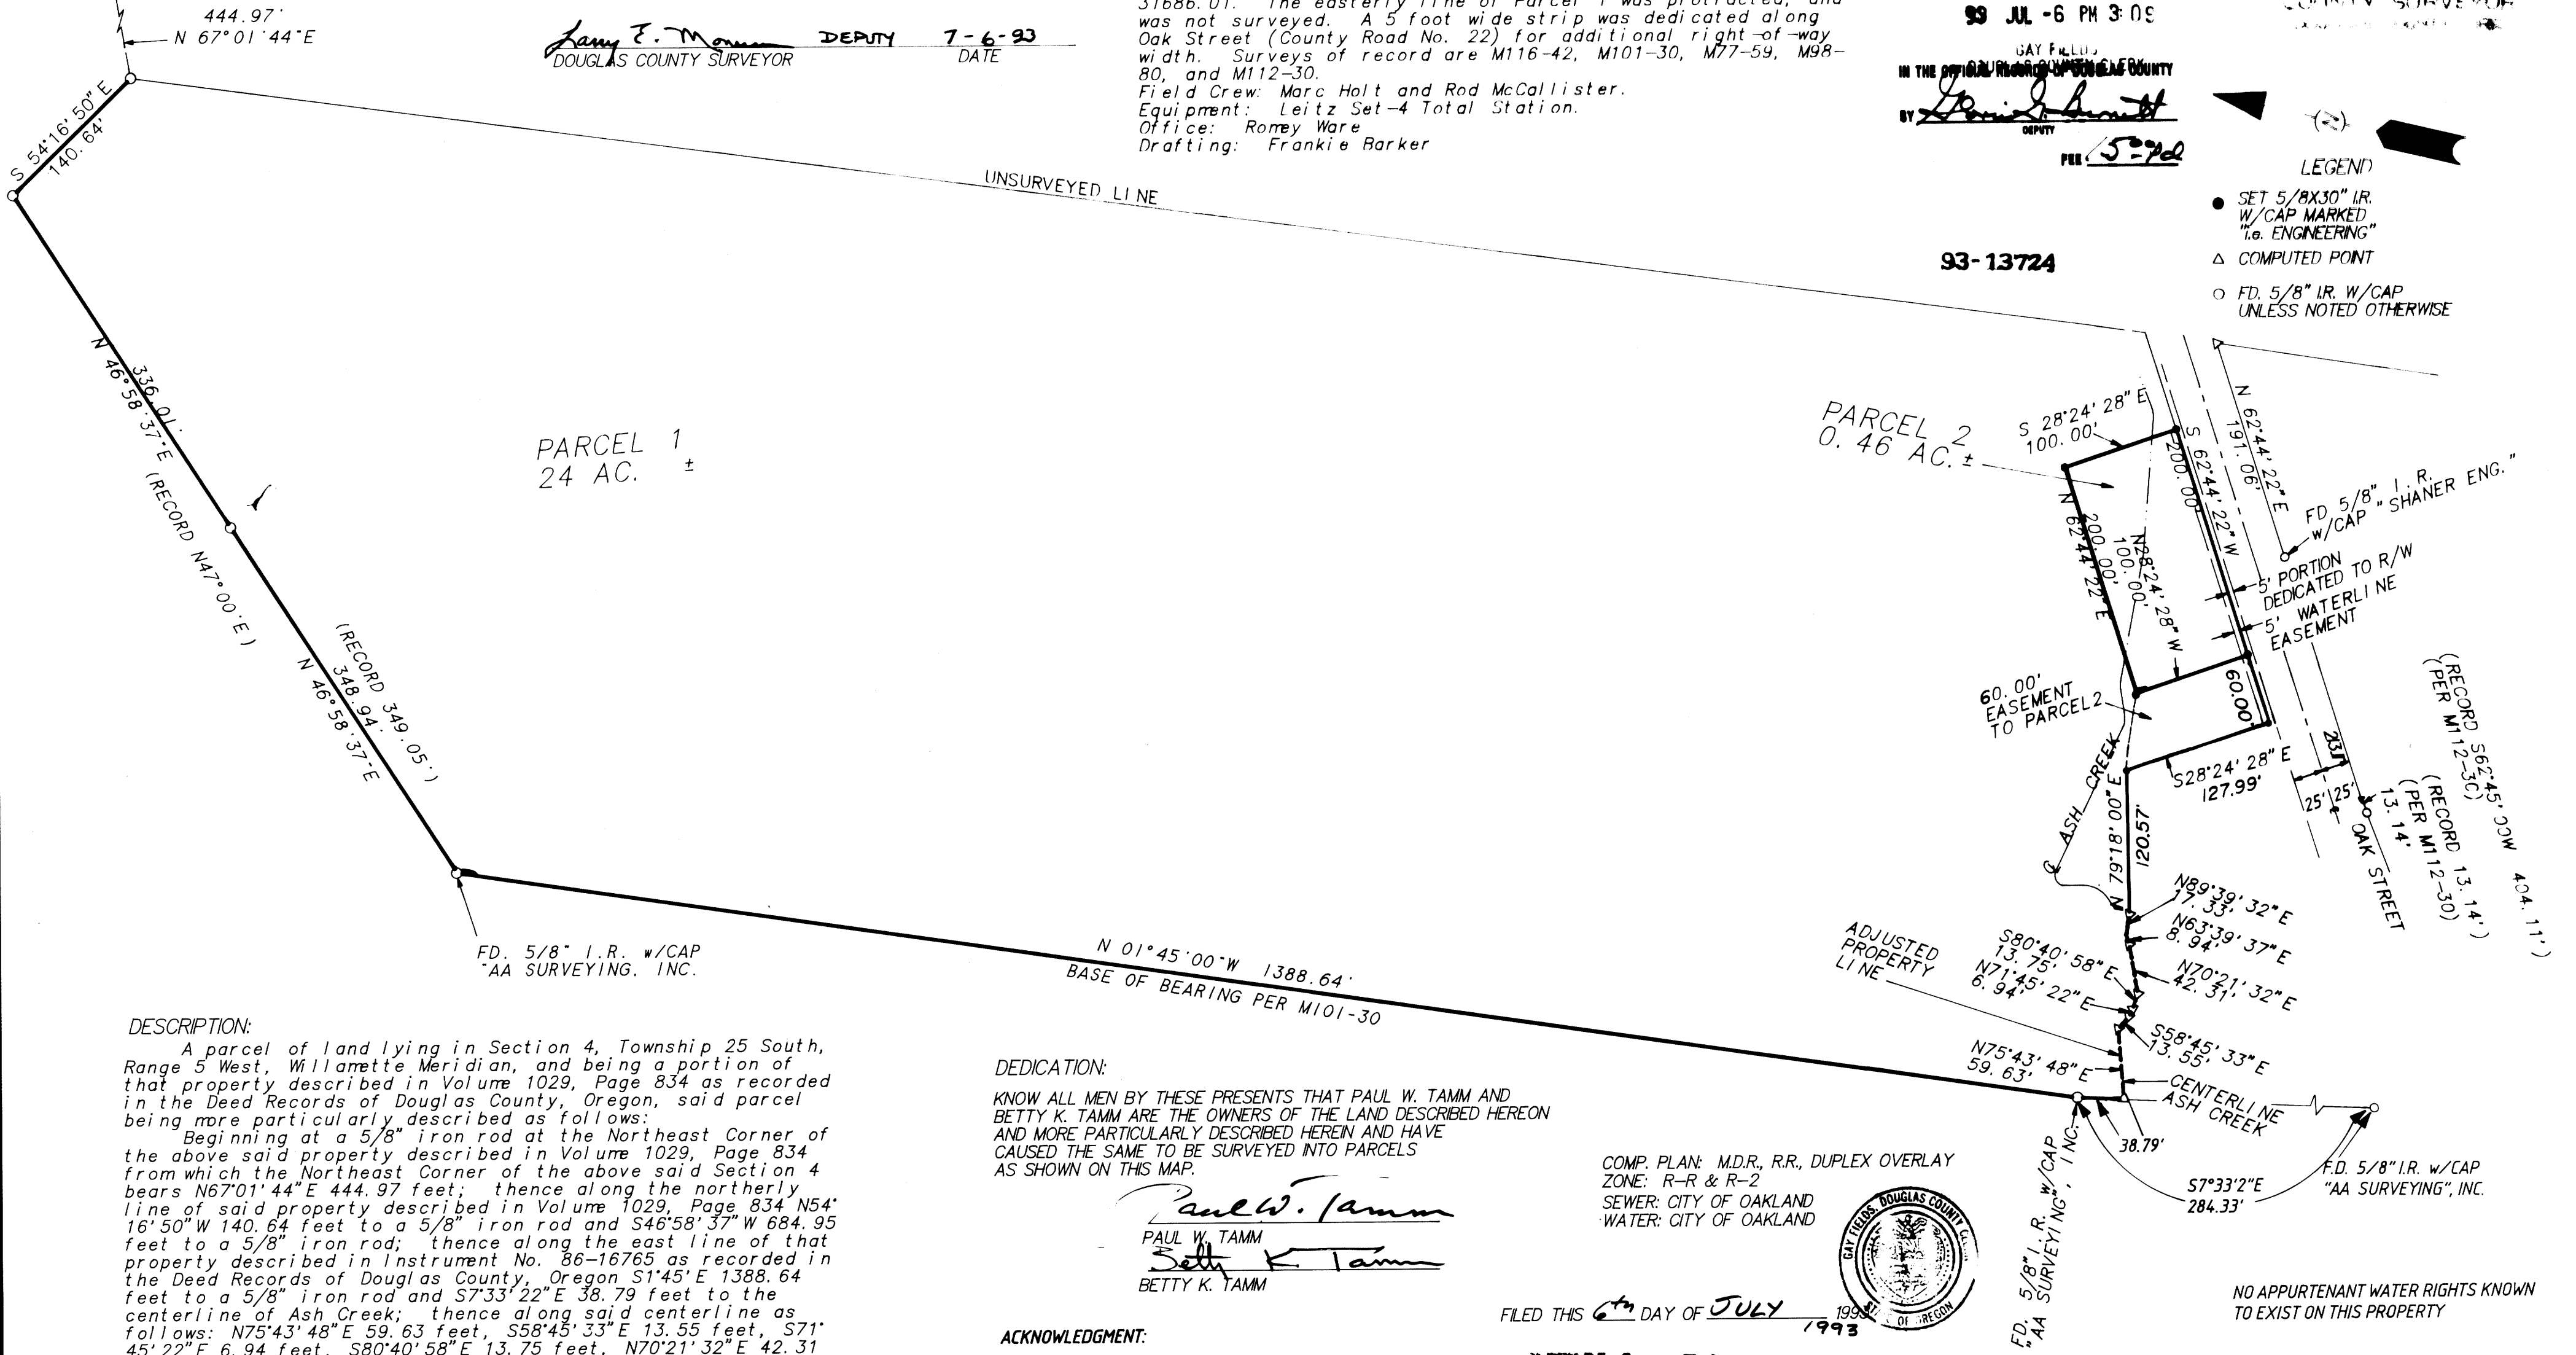 444.97'
N 67°01'44"E
DEPUTY 7-6-93
DOUGLAS COUNTY SURVEYOR DATE
31686.01. The easterly line of Parcel 1 was protracted, and
was not surveyed. A 5 foot wide strip was dedicated along
Oak Street (County Road No. 22) for additional right-of-way
width. Surveys of record are M116-42, M101-30, M77-59, M98-
80, and M112-30.
Field Crew: Marc Holt and Rod McCallister.
Equipment: Leitz Set-4 Total Station.
Office: Romey Ware
Drafting: Frankie Barker
JUL -6 PM 3:09
COUNTY SURVEYOR
GAY FIELDS
DOUGLAS COUNTY CLERK
IN THE OFFICIAL RECORDS OF DOUGLAS COUNTY
BY
DEPUTY
FEE
93-13724
LEGEND
SET 5/8X30" I.R.
W/CAP MARKED
"i.e. ENGINEERING"
COMPUTED POINT
FD. 5/8" I.R. W/CAP
UNLESS NOTED OTHERWISE
S 54°16'50" E
140.64'
UNSURVEYED LINE
336.01'
N 46°58'37"E
(RECORD N47°00'E)
(RECORD 349.05')
348.94'
N 46°58'37"E
PARCEL 1
24 AC. ±
PARCEL 2
0.46 AC.±
S 28°24'28" E
100.00'
S 62°44'22" W
200.00'
N 62°44'22" E
191.06'
FD 5/8" I.R.
w/CAP "SHANER ENG."
N 62°44'22" E
200.00'
N28°24'28" W
100.00'
5' PORTION
DEDICATED TO R/W
5' WATERLINE
EASEMENT
60.00'
EASEMENT
TO PARCEL2
60.00'
S28°24'28" E
127.99'
25' 25'
OAK STREET
13.14'
(RECORD 13.14')
(PER M112-30)
404.11')
ASH CREEK
120.57'
N89°39'32"E
17.33'
N63°39'37"E
8.94'
N70°21'32"E
42.31'
S80°40'58"E
13.75'
N71°45'22"E
6.94'
S58°45'33"E
13.55'
N75°43'48"E
59.63'
ADJUSTED
PROPERTY
LINE
CENTERLINE
ASH CREEK
38.79'
S7°33'2"E
284.33'
F.D. 5/8" I.R. w/CAP
"AA SURVEYING", INC.
FD. 5/8" I.R. W/CAP
"AA SURVEYING", INC.
FD. 5/8" I.R. w/CAP
"AA SURVEYING. INC.
N 01°45'00"W 1388.64'
BASE OF BEARING PER M101-30
DESCRIPTION:
A parcel of land lying in Section 4, Township 25 South,
Range 5 West, Willamette Meridian, and being a portion of
that property described in Volume 1029, Page 834 as recorded
in the Deed Records of Douglas County, Oregon, said parcel
being more particularly described as follows:
Beginning at a 5/8" iron rod at the Northeast Corner of
the above said property described in Volume 1029, Page 834
from which the Northeast Corner of the above said Section 4
bears N67°01'44"E 444.97 feet; thence along the northerly
line of said property described in Volume 1029, Page 834 N54°
16'50"W 140.64 feet to a 5/8" iron rod and S46°58'37"W 684.95
feet to a 5/8" iron rod; thence along the east line of that
property described in Instrument No. 86-16765 as recorded in
the Deed Records of Douglas County, Oregon S1°45'E 1388.64
feet to a 5/8" iron rod and S7°33'22"E 38.79 feet to the
centerline of Ash Creek; thence along said centerline as
follows: N75°43'48"E 59.63 feet, S58°45'33"E 13.55 feet, S71°
45'22"E 6.94 feet, S80°40'58"E 13.75 feet, N70°21'32"E 42.31
DEDICATION:
KNOW ALL MEN BY THESE PRESENTS THAT PAUL W. TAMM AND
BETTY K. TAMM ARE THE OWNERS OF THE LAND DESCRIBED HEREON
AND MORE PARTICULARLY DESCRIBED HEREIN AND HAVE
CAUSED THE SAME TO BE SURVEYED INTO PARCELS
AS SHOWN ON THIS MAP.
Paul W. Tamm
PAUL W. TAMM
Betty K. Tamm
BETTY K. TAMM
ACKNOWLEDGMENT:
COMP. PLAN: M.D.R., R.R., DUPLEX OVERLAY
ZONE: R-R & R-2
SEWER: CITY OF OAKLAND
WATER: CITY OF OAKLAND
FILED THIS 6th DAY OF JULY 1993
1993
GAY FIELDS, DOUGLAS COUNTY
OF OREGON
NO APPURTENANT WATER RIGHTS KNOWN
TO EXIST ON THIS PROPERTY